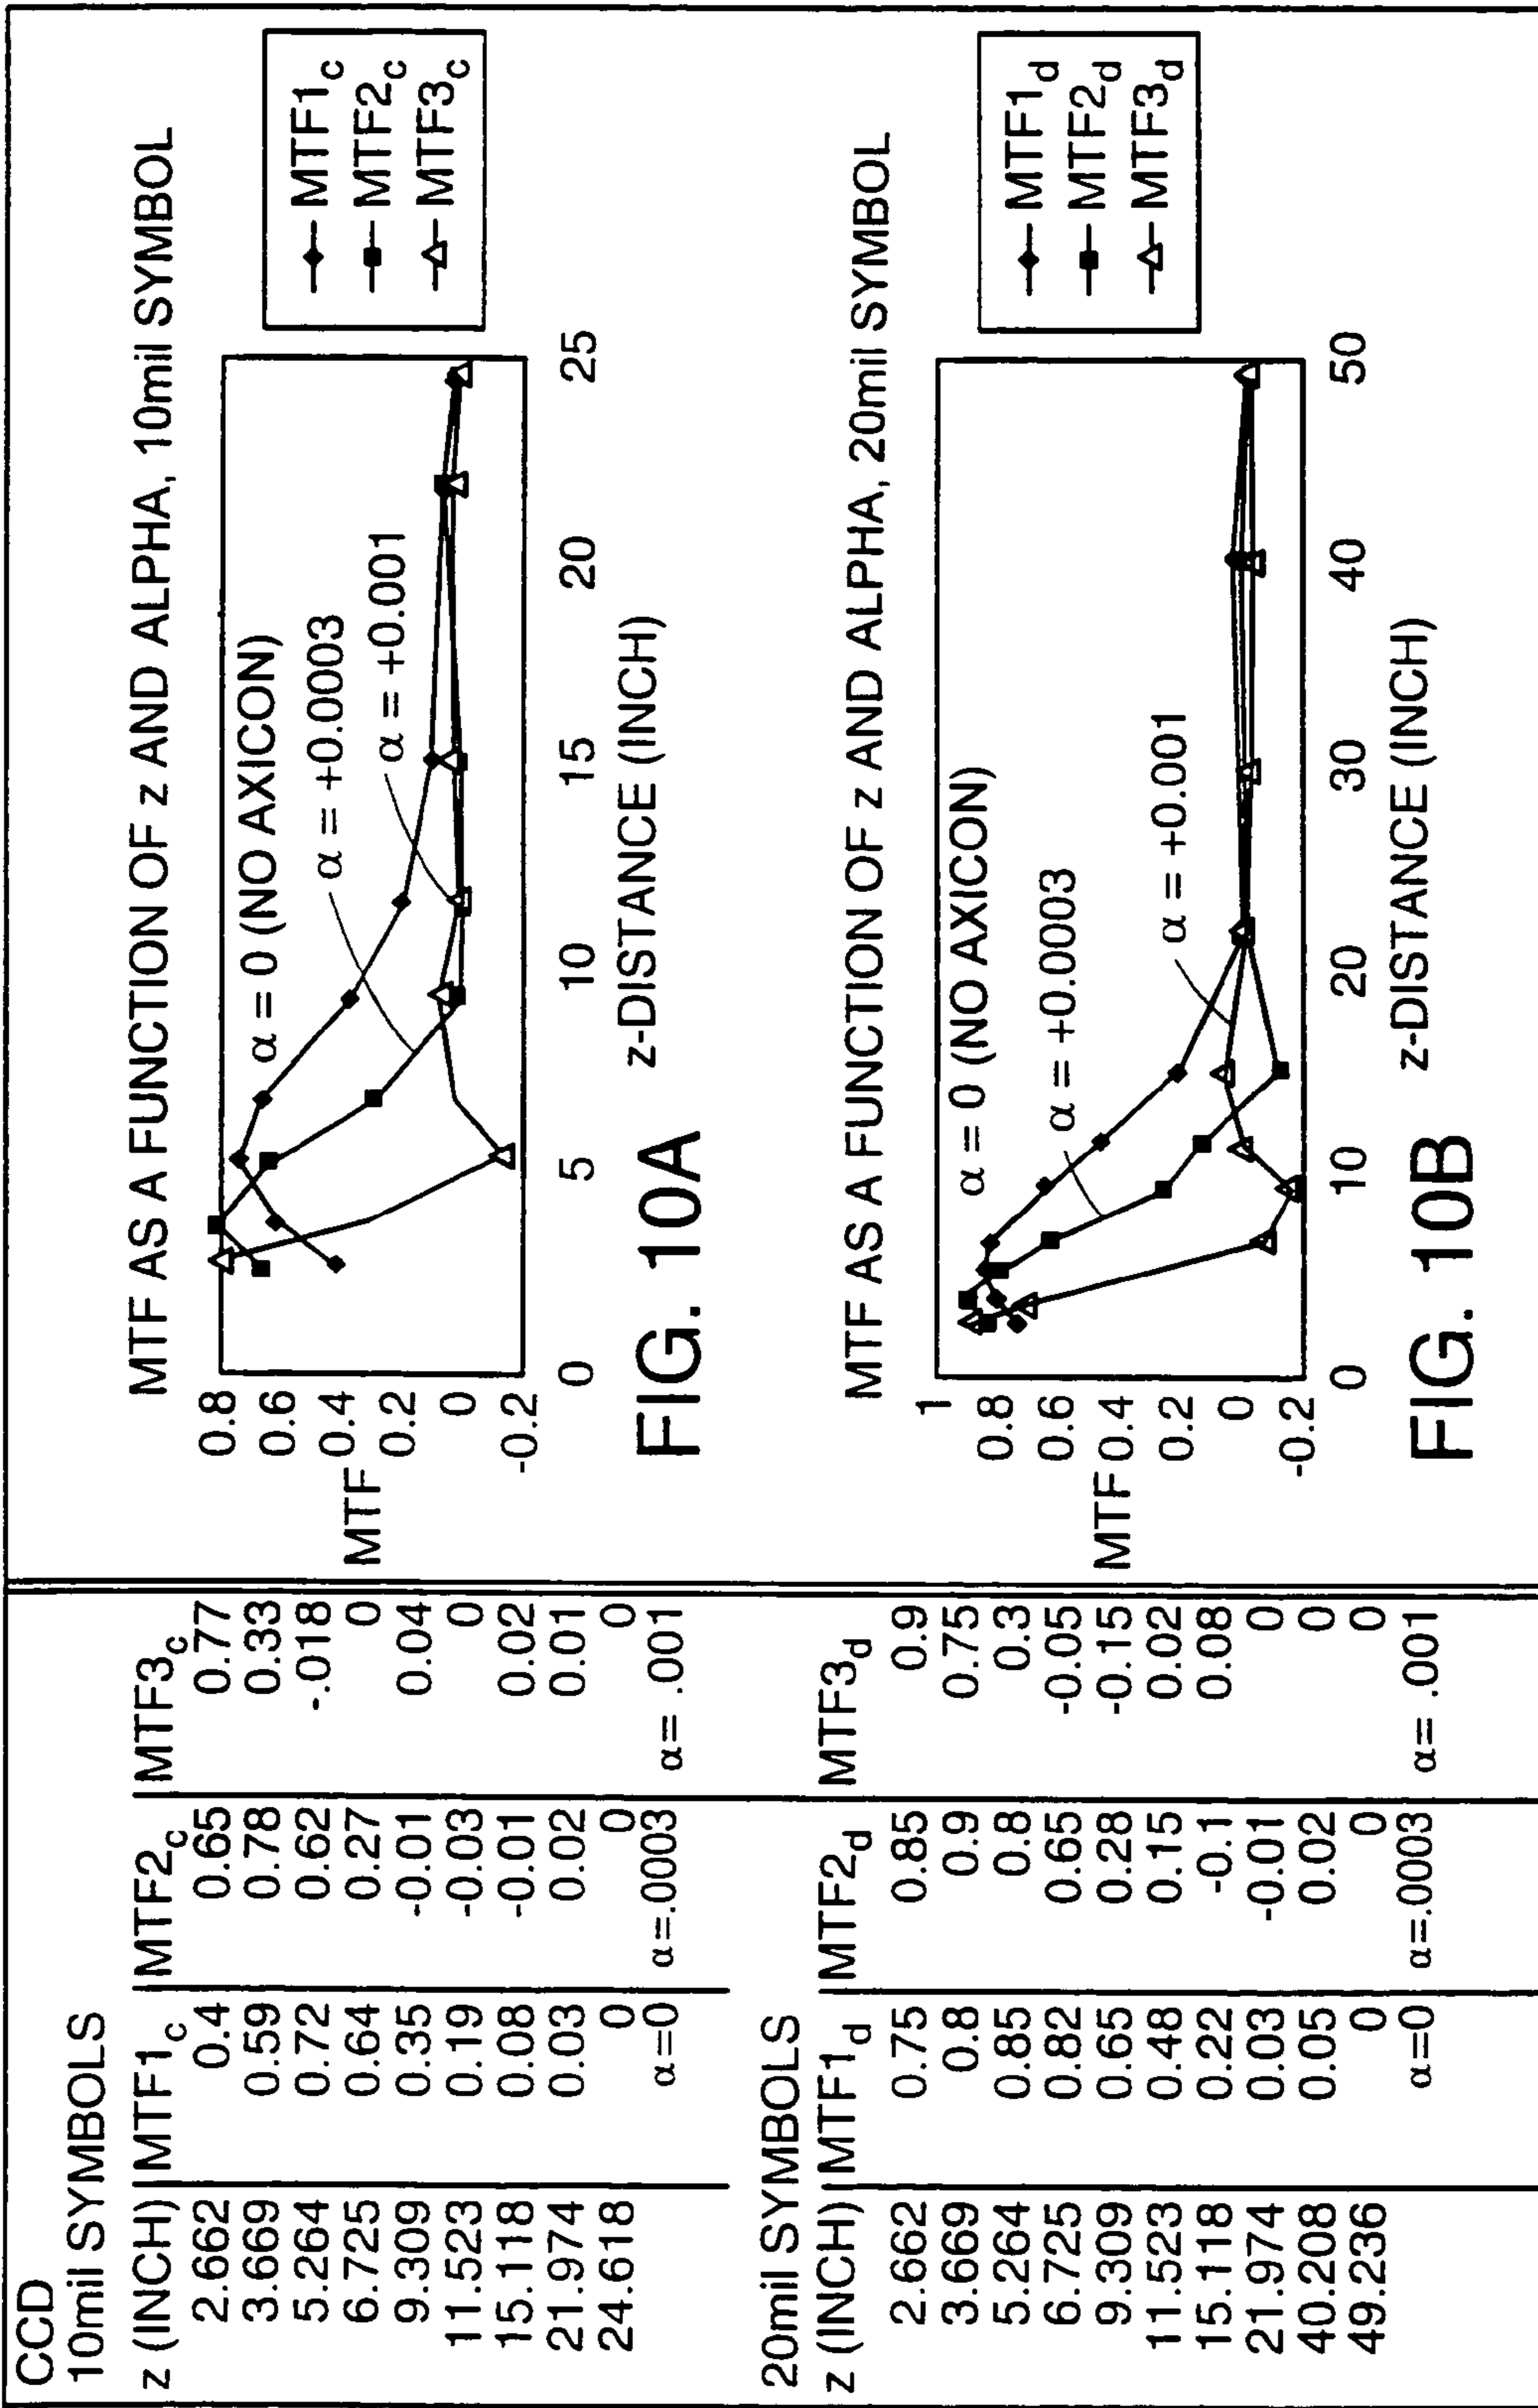 CCD
10mil SYMBOLS
z (INCH) MTF1c MTF2c MTF3c
2.662 0.4 0.65 0.77
3.669 0.59 0.78 0.33
5.264 0.72 0.62 -.018
6.725 0.64 0.27 0
9.309 0.35 -0.01 0.04
11.523 0.19 -0.03 0
15.118 0.08 -0.01 0.02
21.974 0.03 0.02 0.01
24.618 0 0 0
α=0 α=.0003 α= .001
20mil SYMBOLS
z (INCH) MTF1d MTF2d MTF3d
2.662 0.75 0.85 0.9
3.669 0.8 0.9 0.75
5.264 0.85 0.8 0.3
6.725 0.82 0.65 -0.05
9.309 0.65 0.28 -0.15
11.523 0.48 0.15 0.02
15.118 0.22 -0.1 0.08
21.974 0.03 -0.01 0
40.208 0.05 0.02 0
49.236 0 0 0
α=0 α=.0003 α= .001
MTF AS A FUNCTION OF z AND ALPHA, 10mil SYMBOL
MTF
0.8
0.6
0.4
0.2
0
-0.2
α = 0 (NO AXICON)
α = +0.0003
α = +0.001
0 5 10 15 20 25
z-DISTANCE (INCH)
MTF1c
MTF2c
MTF3c
FIG. 10A
MTF AS A FUNCTION OF z AND ALPHA, 20mil SYMBOL
MTF
1
0.8
0.6
0.4
0.2
0
-0.2
α = 0 (NO AXICON)
α = +0.0003
α = +0.001
0 10 20 30 40 50
z-DISTANCE (INCH)
MTF1d
MTF2d
MTF3d
FIG. 10B